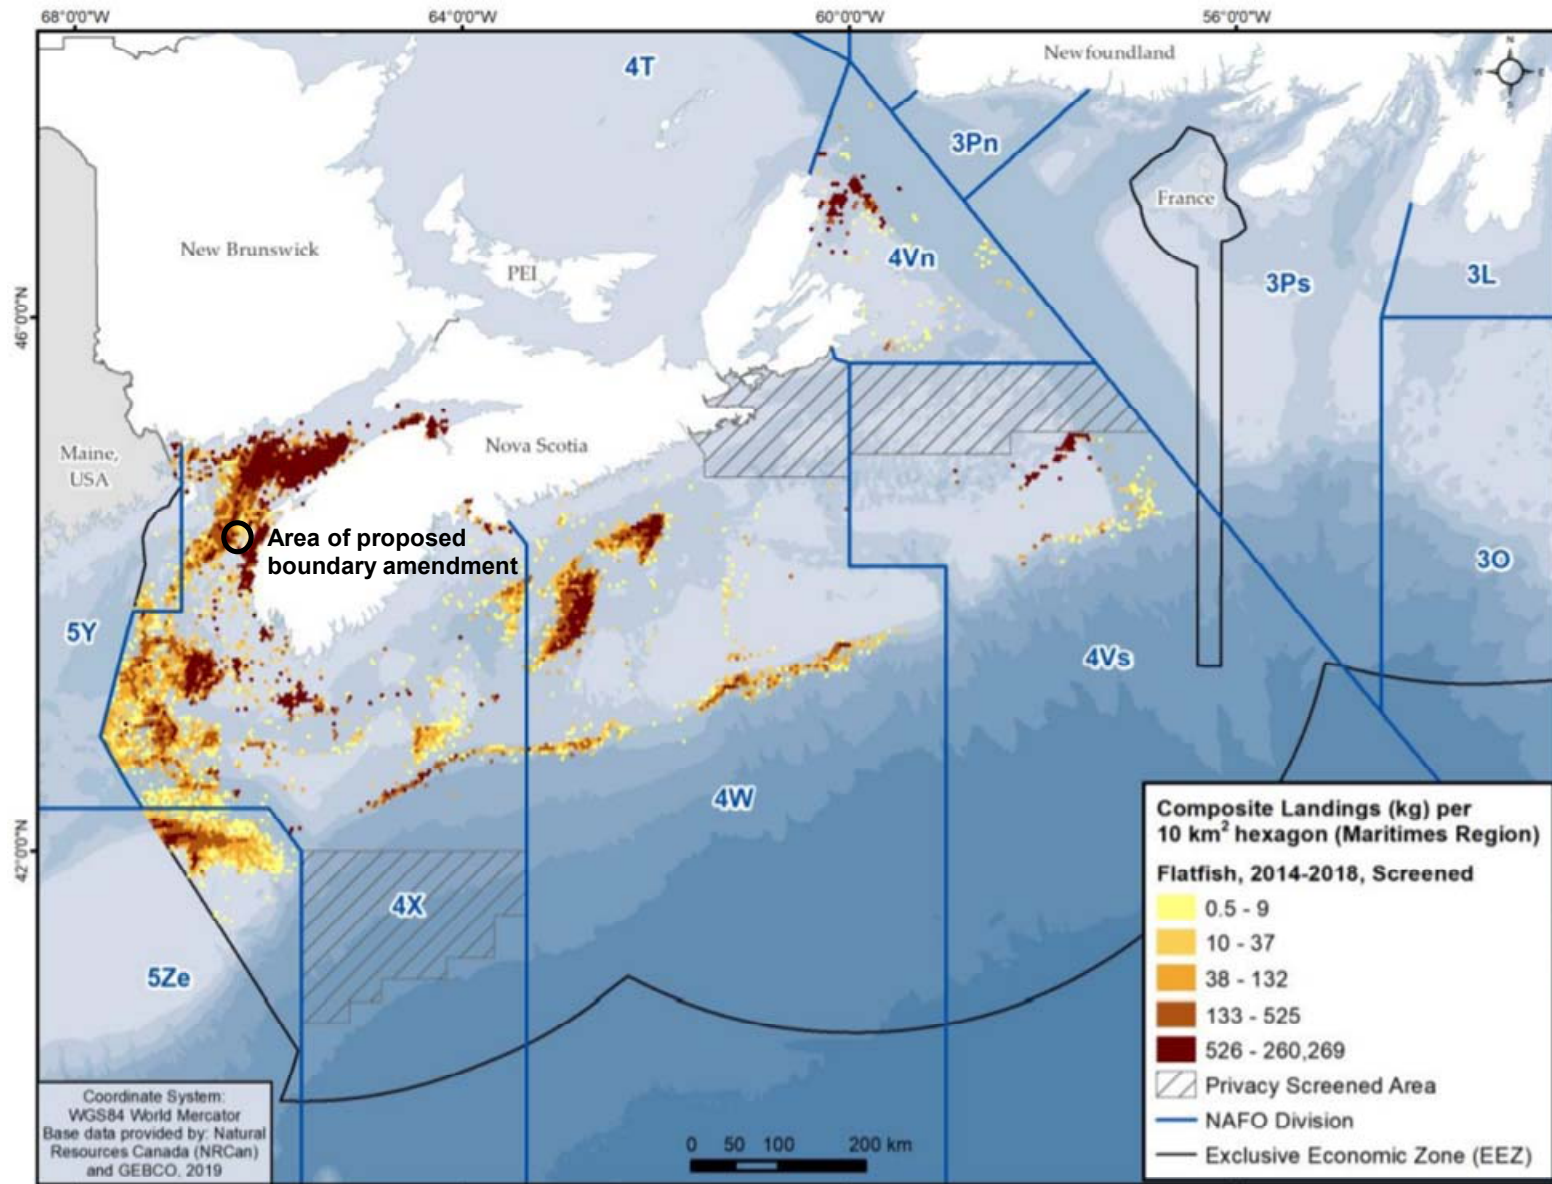 68°0'0"W
64°0'0"W
60°0'0"W
56°0'0"W
4T
Newfoundland
N
W
E
S
3Pn
France
New Brunswick
PEI
4Vn
3Ps
3L
46°0'0"N
Maine,
USA
Nova Scotia
Area of proposed
boundary amendment
3O
5Y
4Vs
4W
42°0'0"N
4X
5Ze
Composite Landings (kg) per
10 km² hexagon (Maritimes Region)
Flatfish, 2014-2018, Screened
0.5 - 9
10 - 37
38 - 132
133 - 525
526 - 260,269
Privacy Screened Area
NAFO Division
Exclusive Economic Zone (EEZ)
Coordinate System:
WGS84 World Mercator
Base data provided by: Natural
Resources Canada (NRCan)
and GEBCO, 2019
0 50 100 200 km